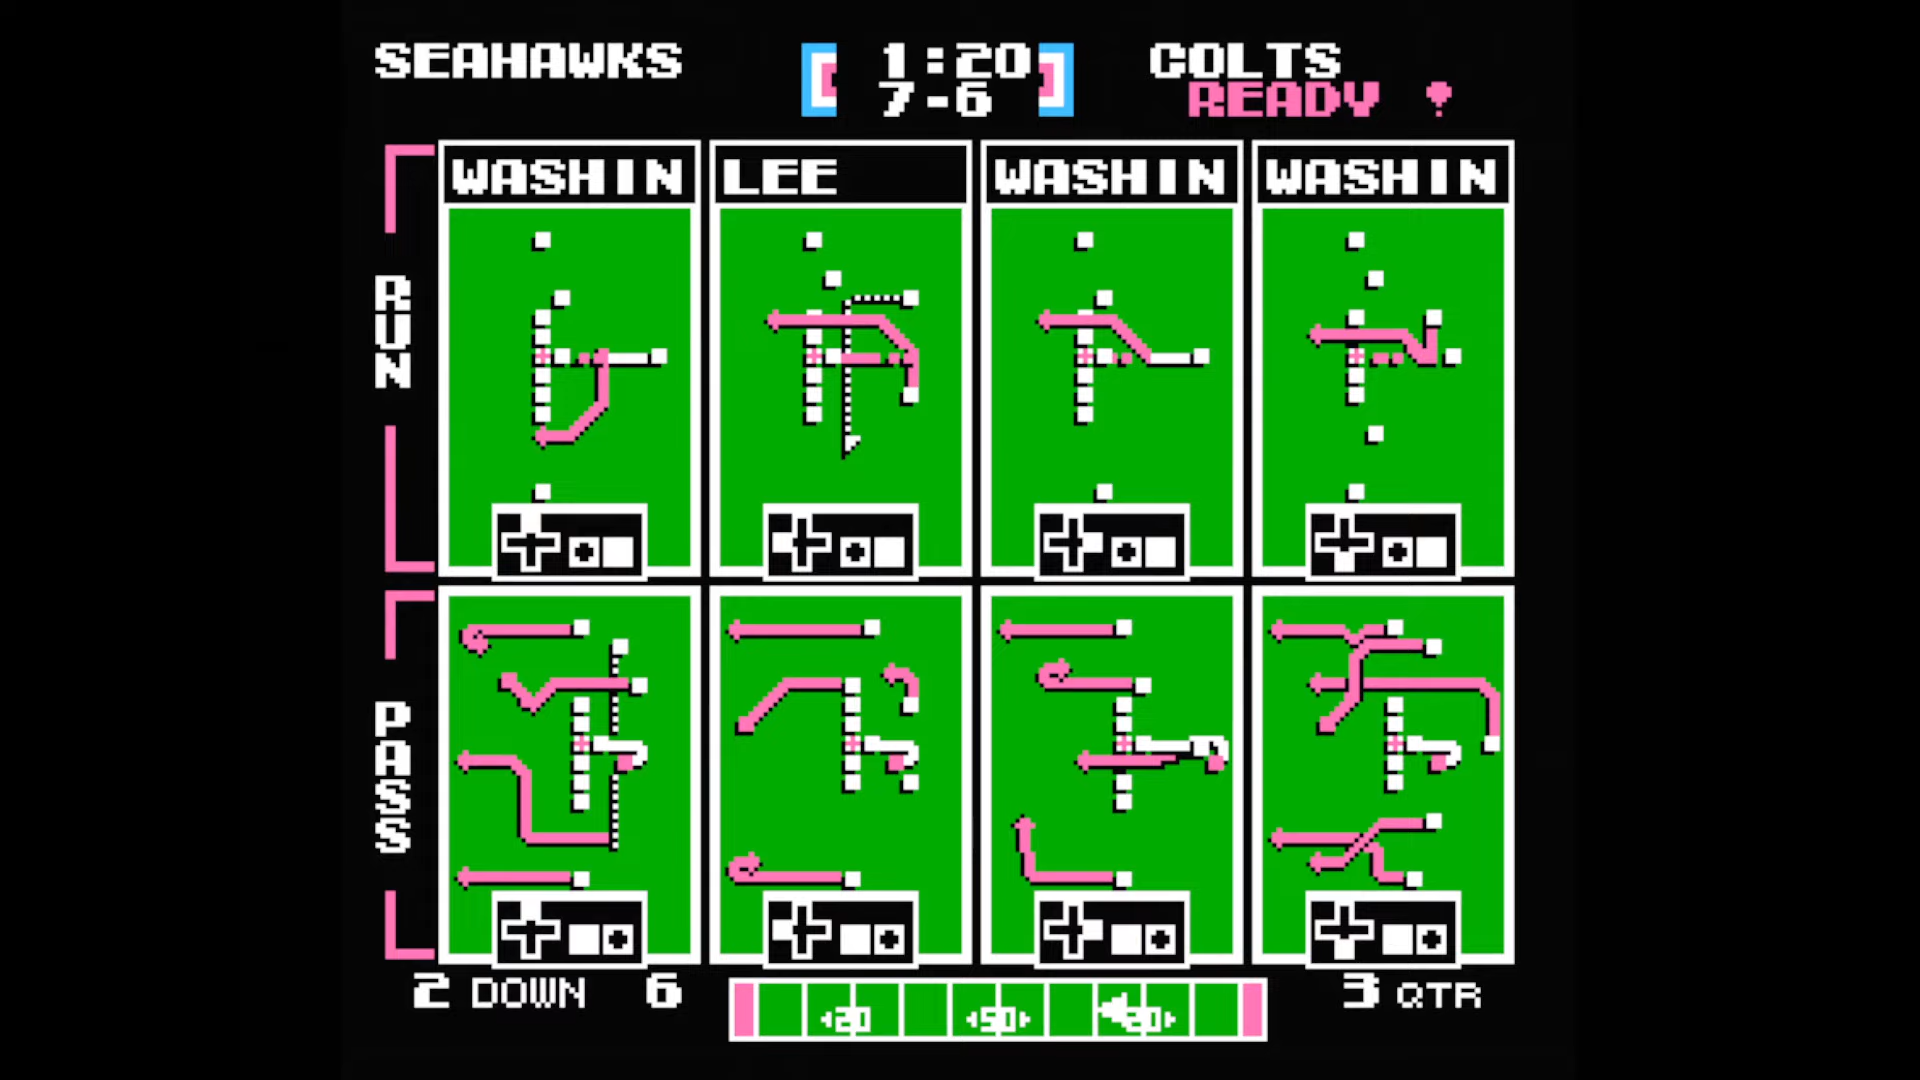 SEAHAWKS 1:20 COLTS
7-6 READY !
WASHIN LEE WASHIN WASHIN
RUN
PASS
2 DOWN 6 3 QTR
20 50 20